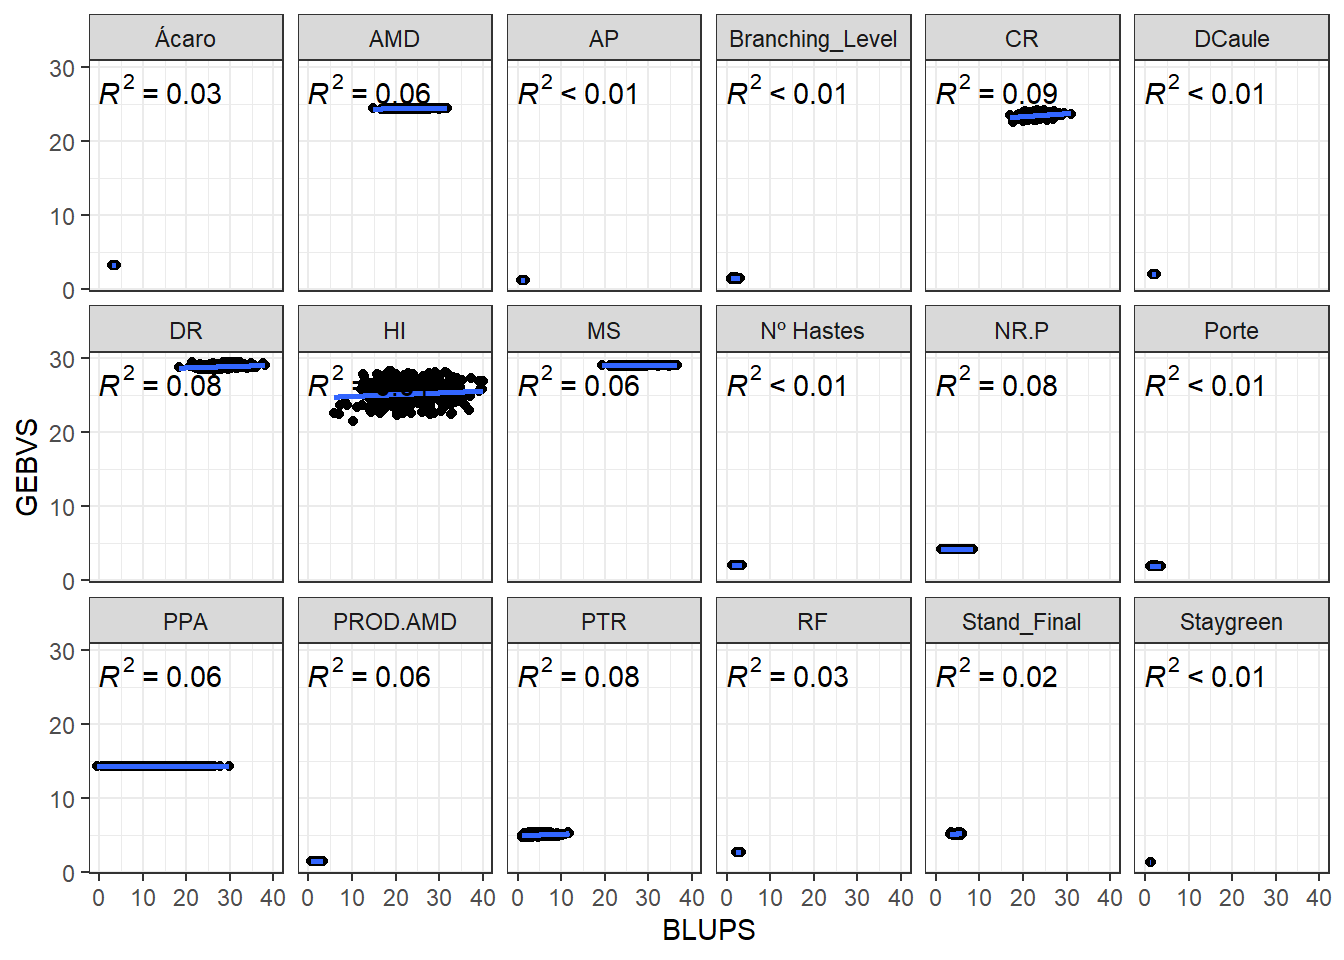 Ácaro AMD AP Branching_Level CR DCaule
30
R² = 0.03 R² = 0.06 R² < 0.01 R² < 0.01 R² = 0.09 R² < 0.01
20
10
0
DR HI MS Nº Hastes NR.P Porte
30
R² = 0.08 R² = R² = 0.06 R² < 0.01 R² = 0.08 R² < 0.01
20
10
0
GEBVS
PPA PROD.AMD PTR RF Stand_Final Staygreen
30
R² = 0.06 R² = 0.06 R² = 0.08 R² = 0.03 R² = 0.02 R² < 0.01
20
10
0
0 10 20 30 40 0 10 20 30 40 0 10 20 30 40 0 10 20 30 40 0 10 20 30 40 0 10 20 30 40
BLUPS